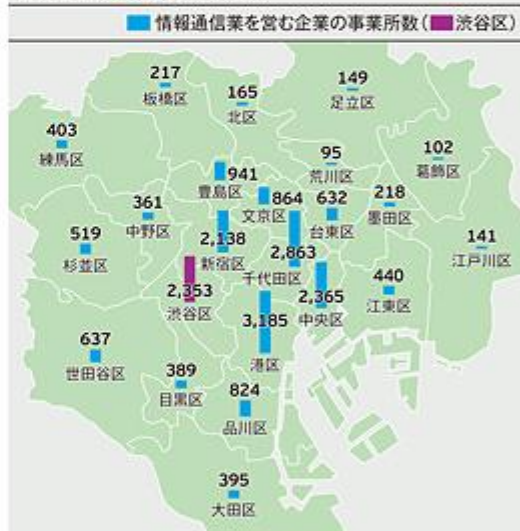 情報通信業を営む企業の事業所数(渋谷区)
217
板橋区
165
北区
149
足立区
403
練馬区
102
葛飾区
95
荒川区
941
豊島区
864
文京区
632
台東区
218
墨田区
361
中野区
519
杉並区
2,138
新宿区
2,863
千代田区
141
江戸川区
2,353
渋谷区
2,365
中央区
440
江東区
3,185
港区
637
世田谷区
389
目黒区
824
品川区
395
大田区